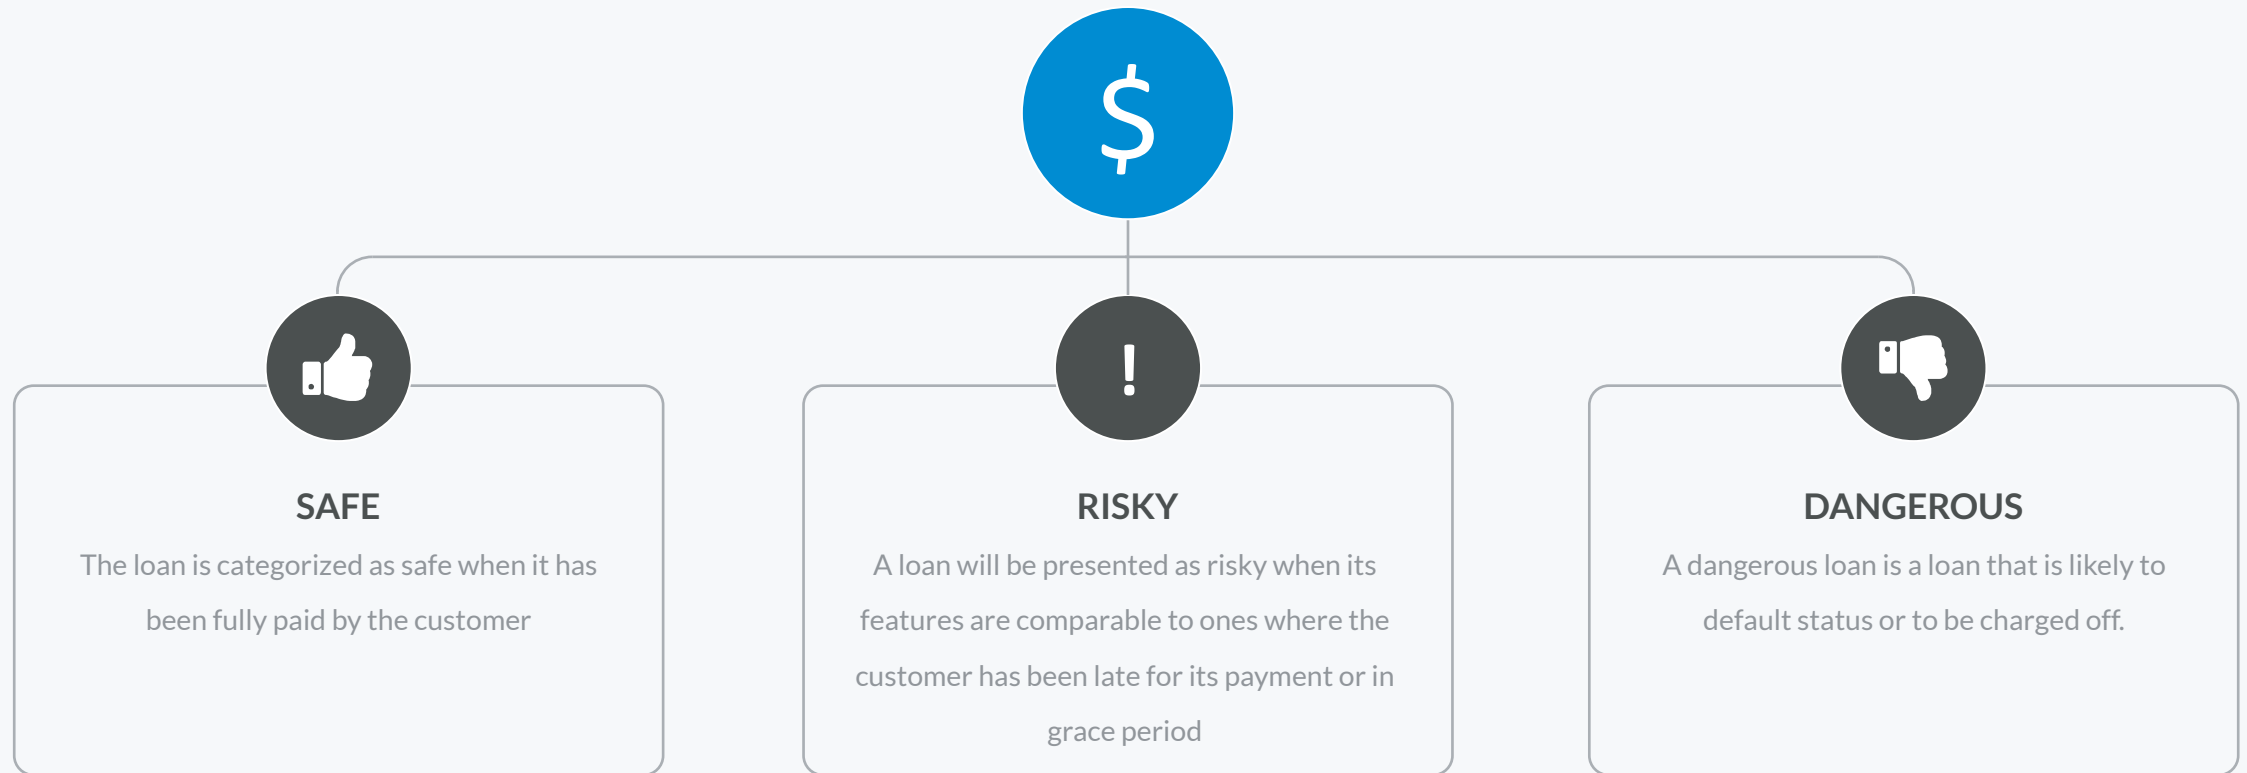 $
!
SAFE
The loan is categorized as safe when it has
been fully paid by the customer
RISKY
A loan will be presented as risky when its
features are comparable to ones where the
customer has been late for its payment or in
grace period
DANGEROUS
A dangerous loan is a loan that is likely to
default status or to be charged off.